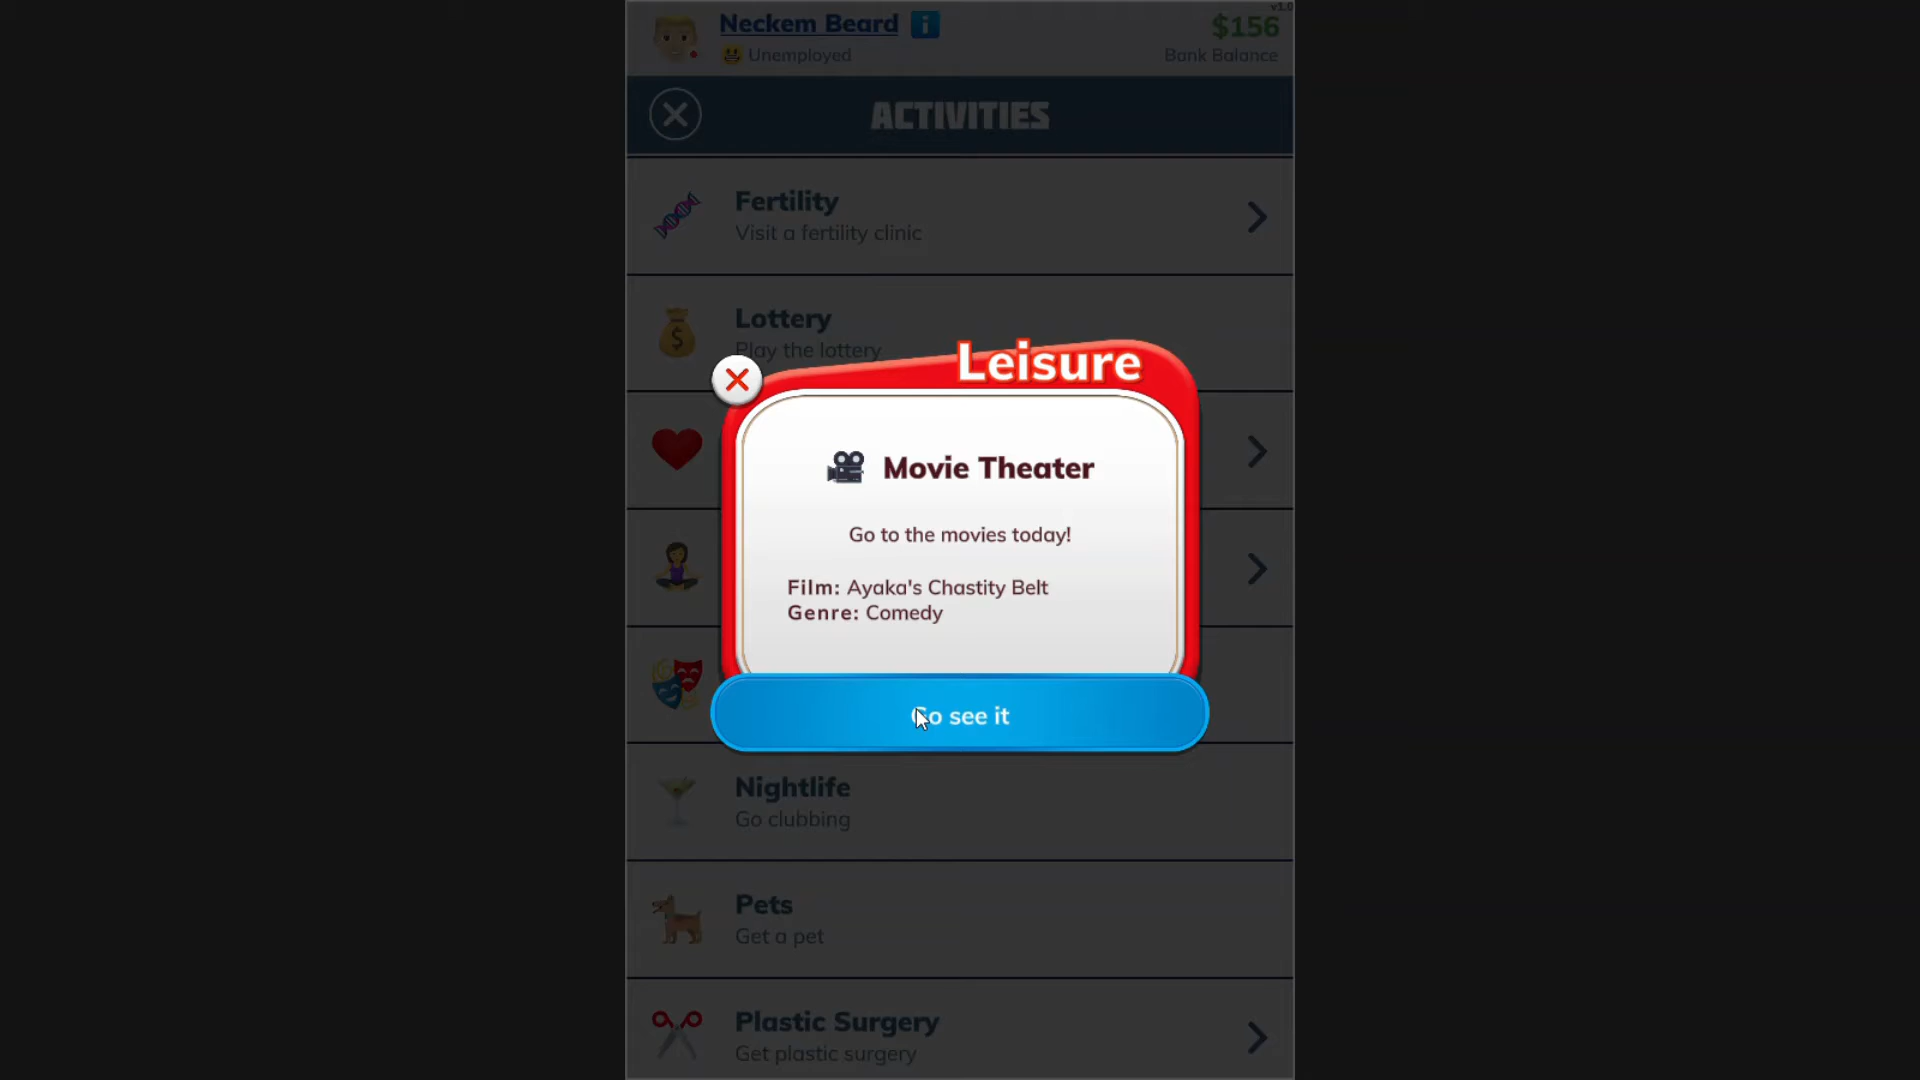 v1.0
Neckem Beard
$156
Unemployed
Bank Balance
ACTIVITIES
Fertility
Visit a fertility clinic
Lottery
Play the lottery
Leisure
Movie Theater
Go to the movies today!
Film: Ayaka's Chastity Belt
Genre: Comedy
Go see it
Nightlife
Go clubbing
Pets
Get a pet
Plastic Surgery
Get plastic surgery